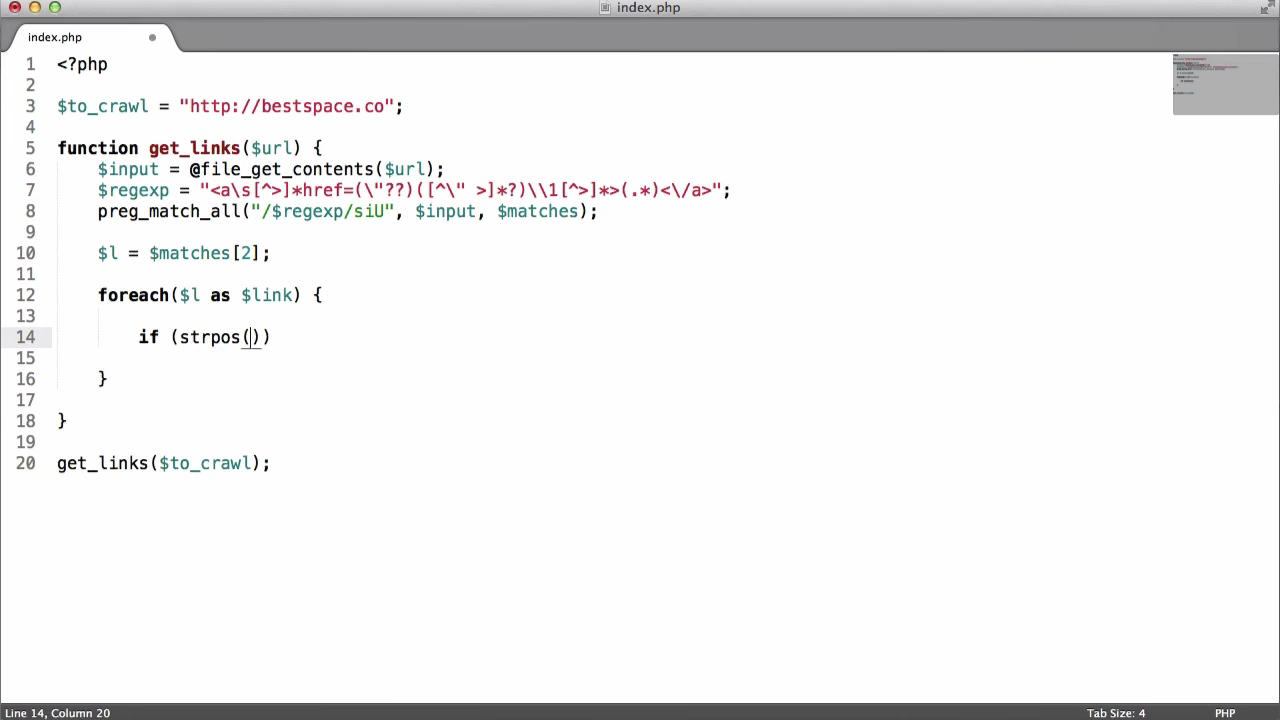 index.php
index.php
1 <?php
2
3 $to_crawl = "http://bestspace.co";
4
5 function get_links($url) {
6 $input = @file_get_contents($url);
7 $regexp = "<a\s[^>]*href=(\"??)([^\" >]*?)\\1[^>]*>(.*)<\/a>";
8 preg_match_all("/$regexp/siU", $input, $matches);
9
10 $l = $matches[2];
11
12 foreach($l as $link) {
13
14 if (strpos())
15
16 }
17
18 }
19
20 get_links($to_crawl);
Line 14, Column 20 Tab Size: 4 PHP